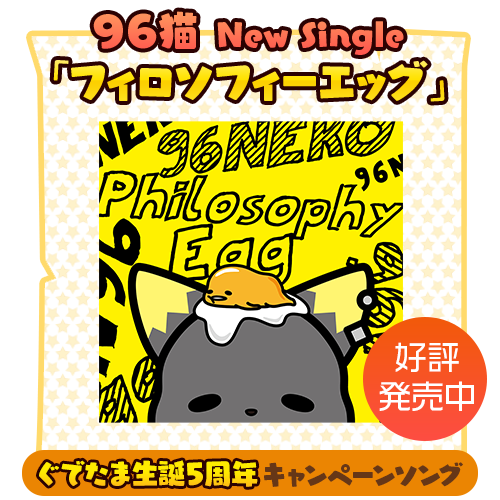 96猫 New Single
「フィロソフィーエッグ」
96NEKO
96NEKO
Philosophy
Egg
96
好評
発売中
ぐでたま生誕5周年 キャンペーンソング